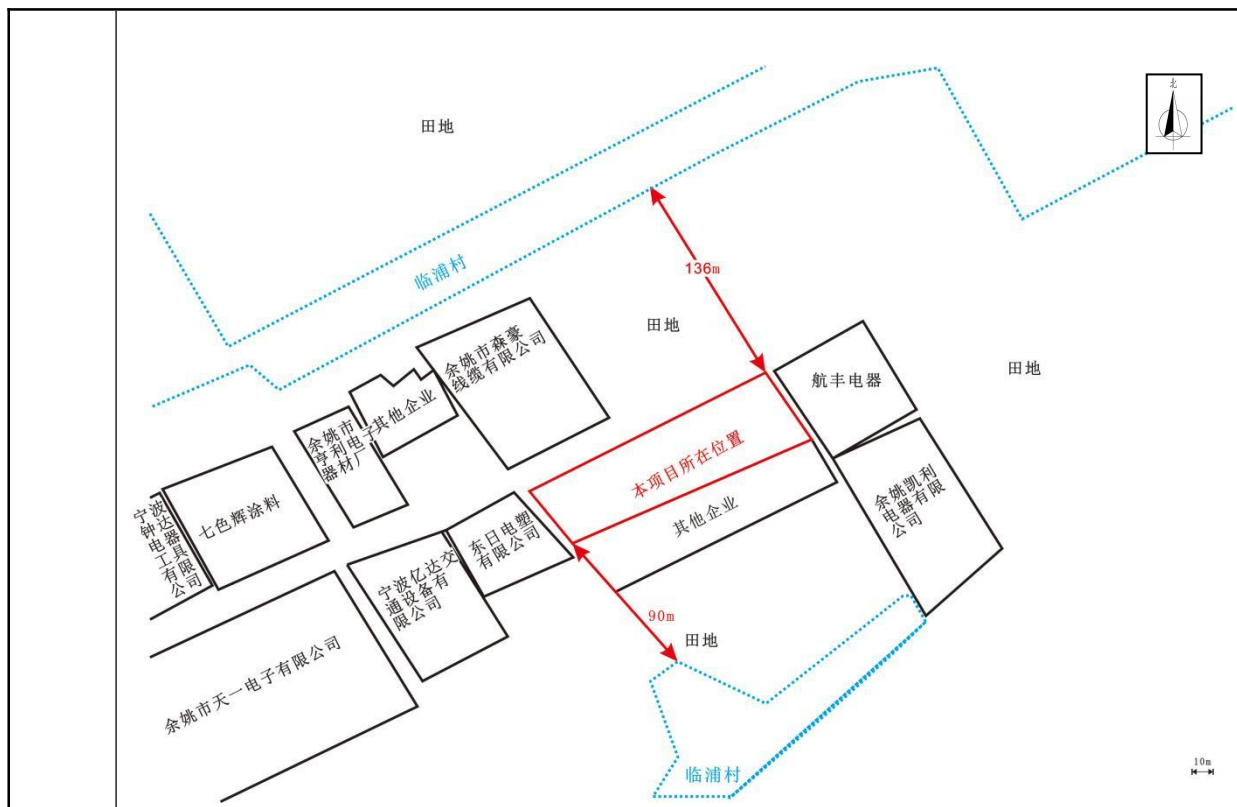 北
田地
临浦村
136m
田地
田地
余姚市森豪
线缆有限公司
航丰电器
其他企业
余姚市
亨利电子
器材厂
本项目所在位置
其他企业
余姚凯利
电器有限
公司
七色辉涂料
宁波
钟达
电器
工具
有限
公司
东日电塑
有限公司
宁波亿达交
通设备有
限公司
90m
田地
余姚市天一电子有限公司
临浦村
10m